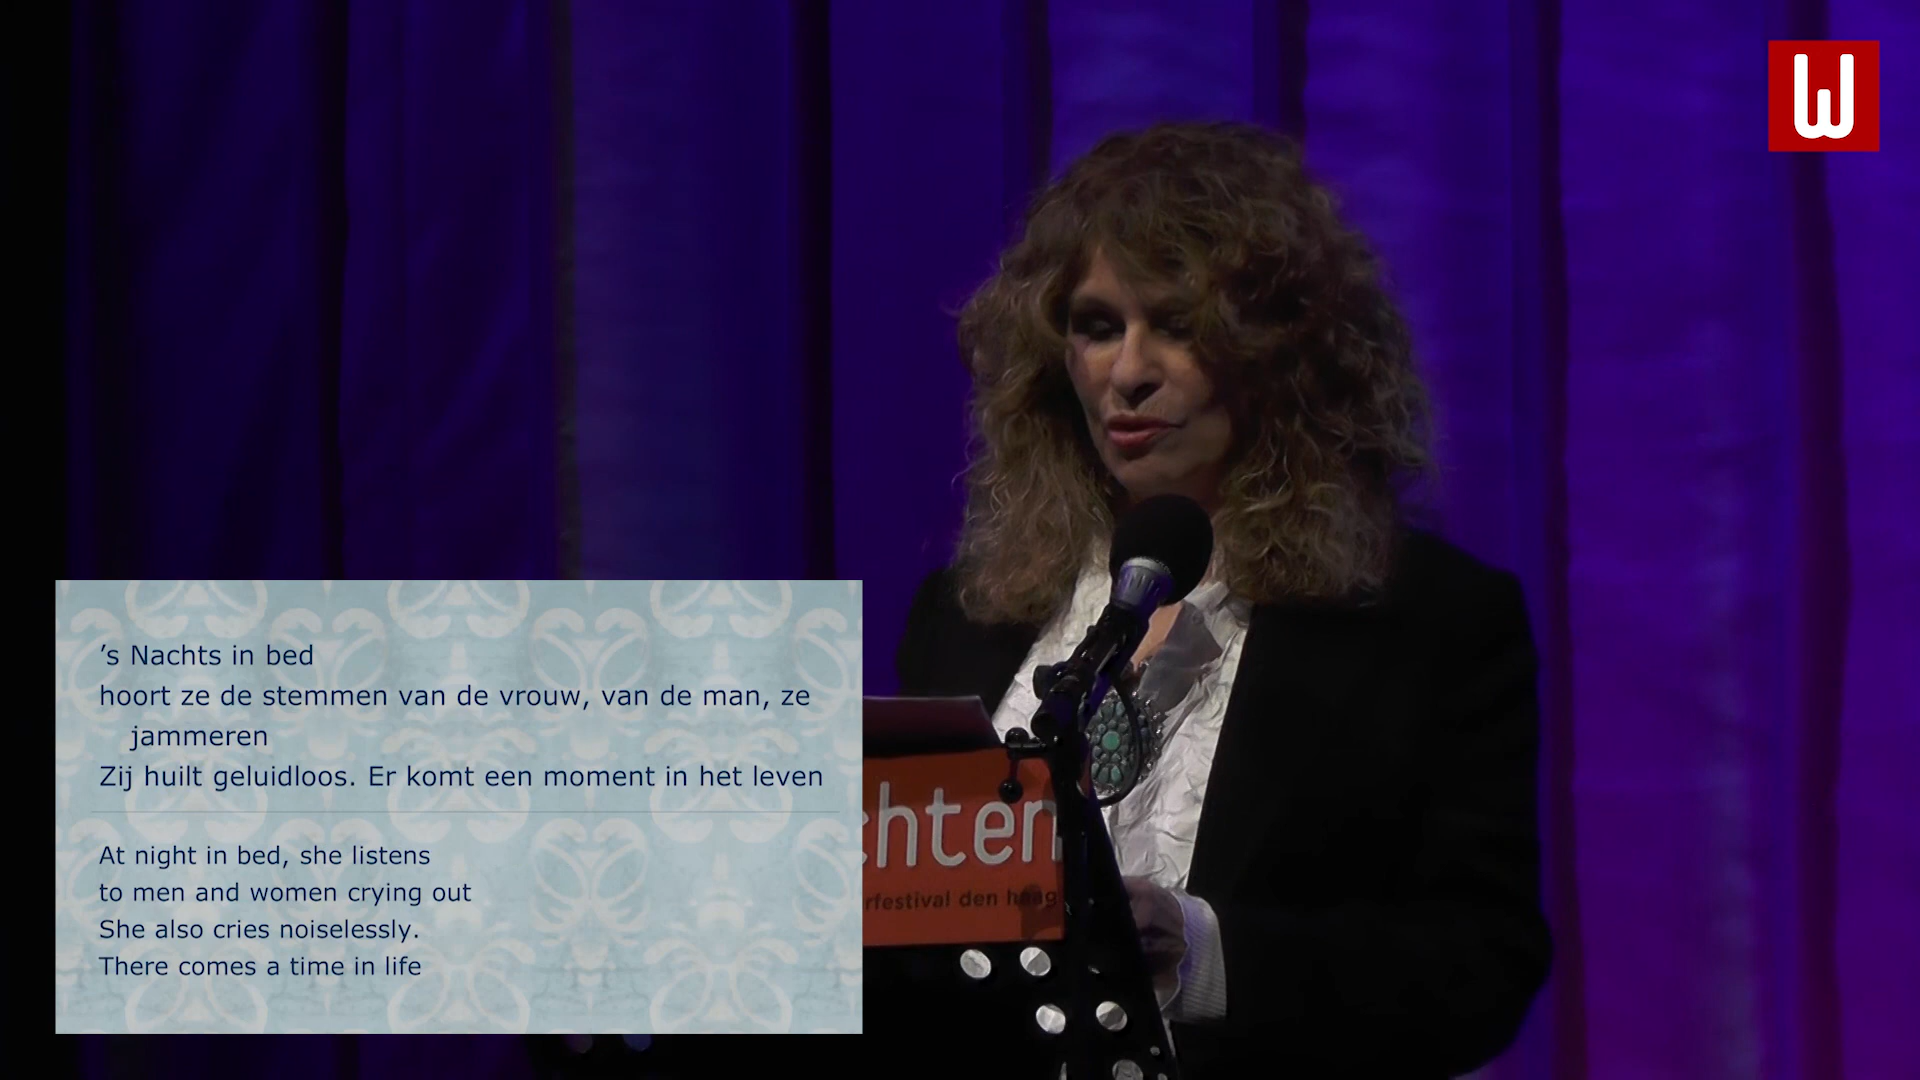 W
’s Nachts in bed
hoort ze de stemmen van de vrouw, van de man, ze
jammeren
Zij huilt geluidloos. Er komt een moment in het leven
At night in bed, she listens
to men and women crying out
She also cries noiselessly.
There comes a time in life
chten
rfestival den haag